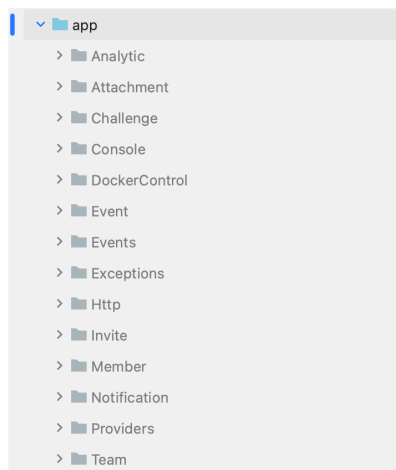 app
Analytic
Attachment
Challenge
Console
DockerControl
Event
Events
Exceptions
Http
Invite
Member
Notification
Providers
Team